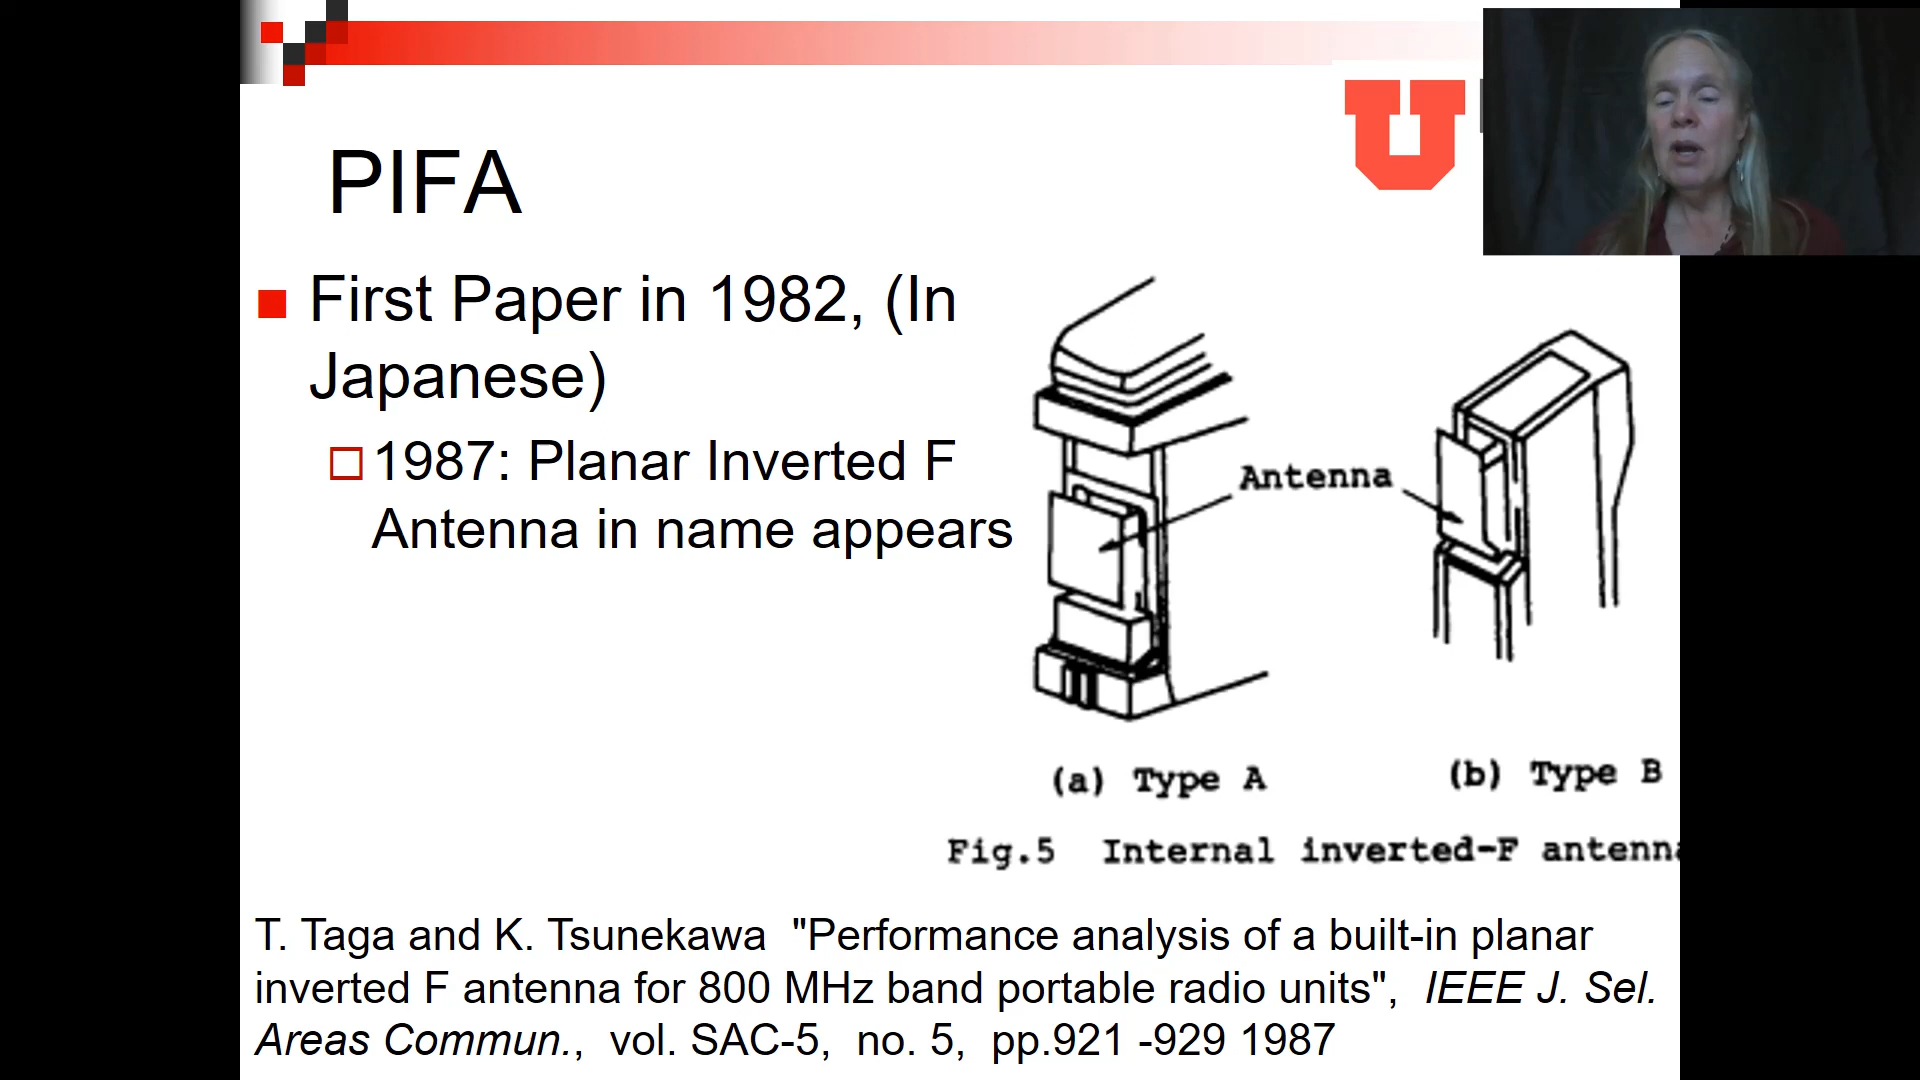 U
PIFA
First Paper in 1982, (In
Japanese)
1987: Planar Inverted F
Antenna in name appears
Antenna
(a) Type A
(b) Type B
Fig.5 Internal inverted-F antenna
T. Taga and K. Tsunekawa "Performance analysis of a built-in planar
inverted F antenna for 800 MHz band portable radio units", IEEE J. Sel.
Areas Commun., vol. SAC-5, no. 5, pp.921 -929 1987